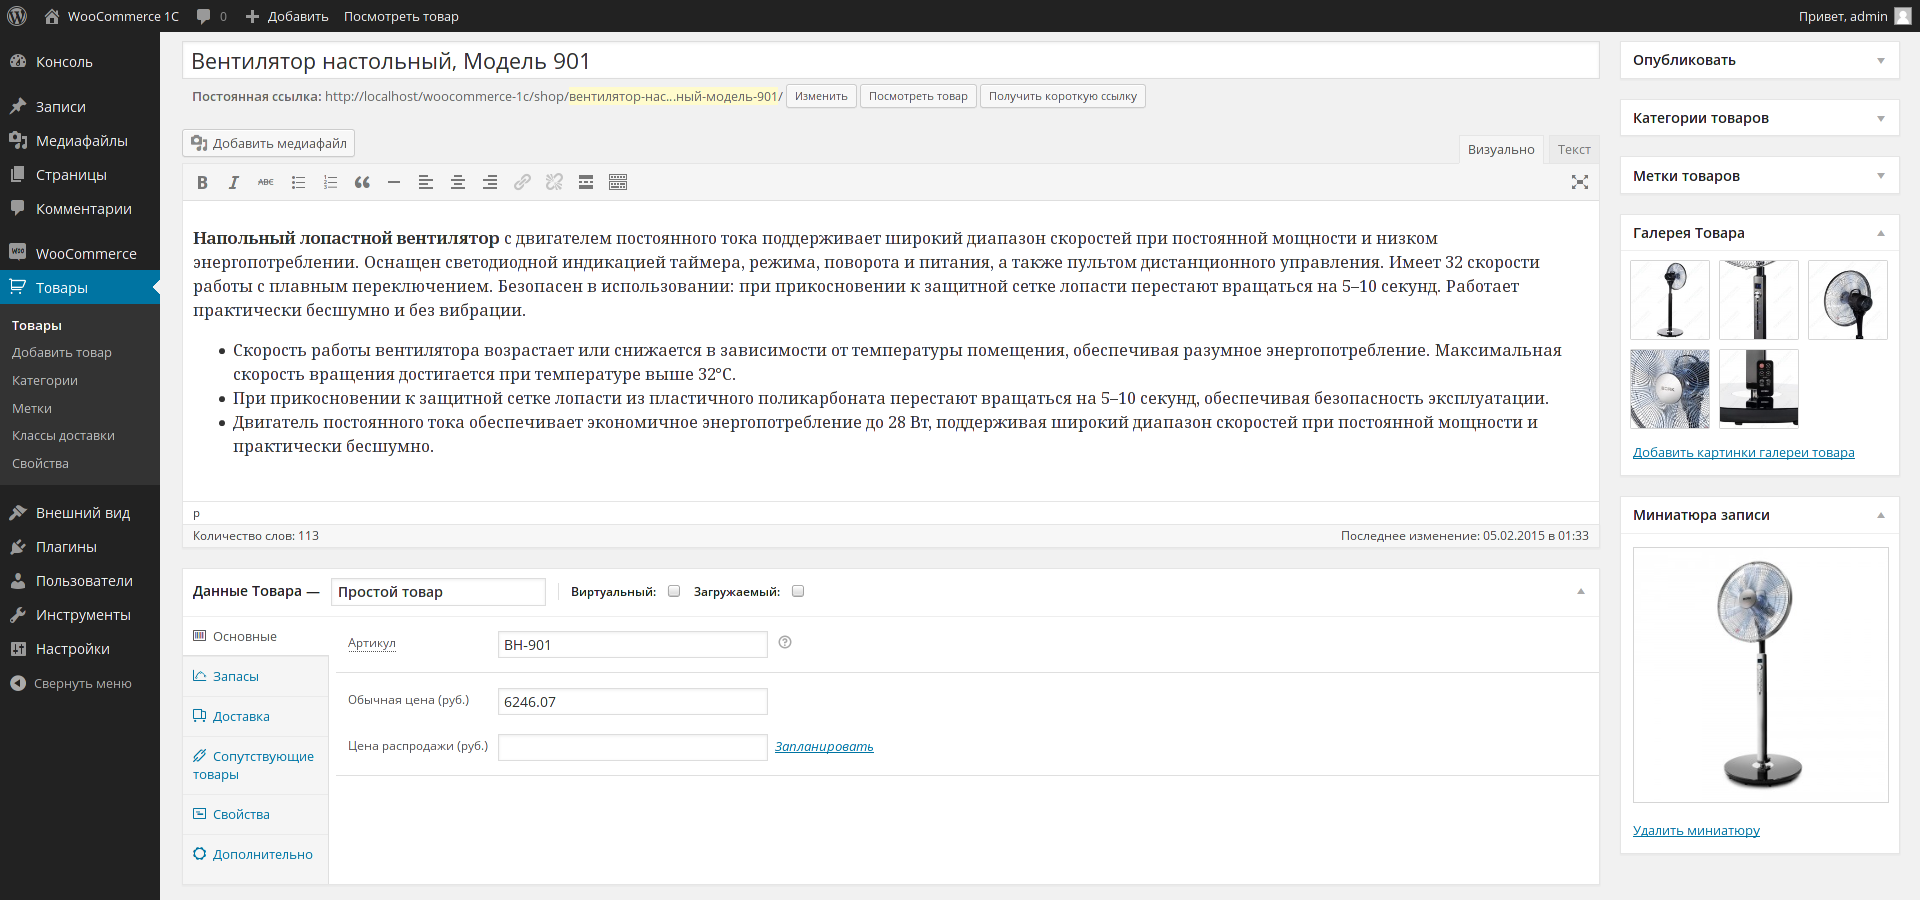 WooCommerce 1C 0 Добавить Посмотреть товар Привет, admin
Консоль
Записи
Медиафайлы
Страницы
Комментарии
WooCommerce
Товары
Товары
Добавить товар
Категории
Метки
Классы доставки
Свойства
Внешний вид
Плагины
Пользователи
Инструменты
Настройки
Свернуть меню
Вентилятор настольный, Модель 901
Постоянная ссылка: http://localhost/woocommerce-1c/shop/вентилятор-нас...ный-модель-901/ Изменить Посмотреть товар Получить короткую ссылку
Добавить медиафайл
Визуально Текст
B I ABC
Напольный лопастной вентилятор с двигателем постоянного тока поддерживает широкий диапазон скоростей при постоянной мощности и низком
энергопотреблении. Оснащен светодиодной индикацией таймера, режима, поворота и питания, а также пультом дистанционного управления. Имеет 32 скорости
работы с плавным переключением. Безопасен в использовании: при прикосновении к защитной сетке лопасти перестают вращаться на 5–10 секунд. Работает
практически бесшумно и без вибрации.
Скорость работы вентилятора возрастает или снижается в зависимости от температуры помещения, обеспечивая разумное энергопотребление. Максимальная
скорость вращения достигается при температуре выше 32°C.
При прикосновении к защитной сетке лопасти из пластичного поликарбоната перестают вращаться на 5–10 секунд, обеспечивая безопасность эксплуатации.
Двигатель постоянного тока обеспечивает экономичное энергопотребление до 28 Вт, поддерживая широкий диапазон скоростей при постоянной мощности и
практически бесшумно.
p
Количество слов: 113 Последнее изменение: 05.02.2015 в 01:33
Данные Товара — Простой товар Виртуальный: Загружаемый:
Основные
Запасы
Доставка
Сопутствующие
товары
Свойства
Дополнительно
Артикул ВН-901
Обычная цена (руб.) 6246.07
Цена распродажи (руб.) Запланировать
Опубликовать
Категории товаров
Метки товаров
Галерея Товара
Добавить картинки галереи товара
Миниатюра записи
Удалить миниатюру